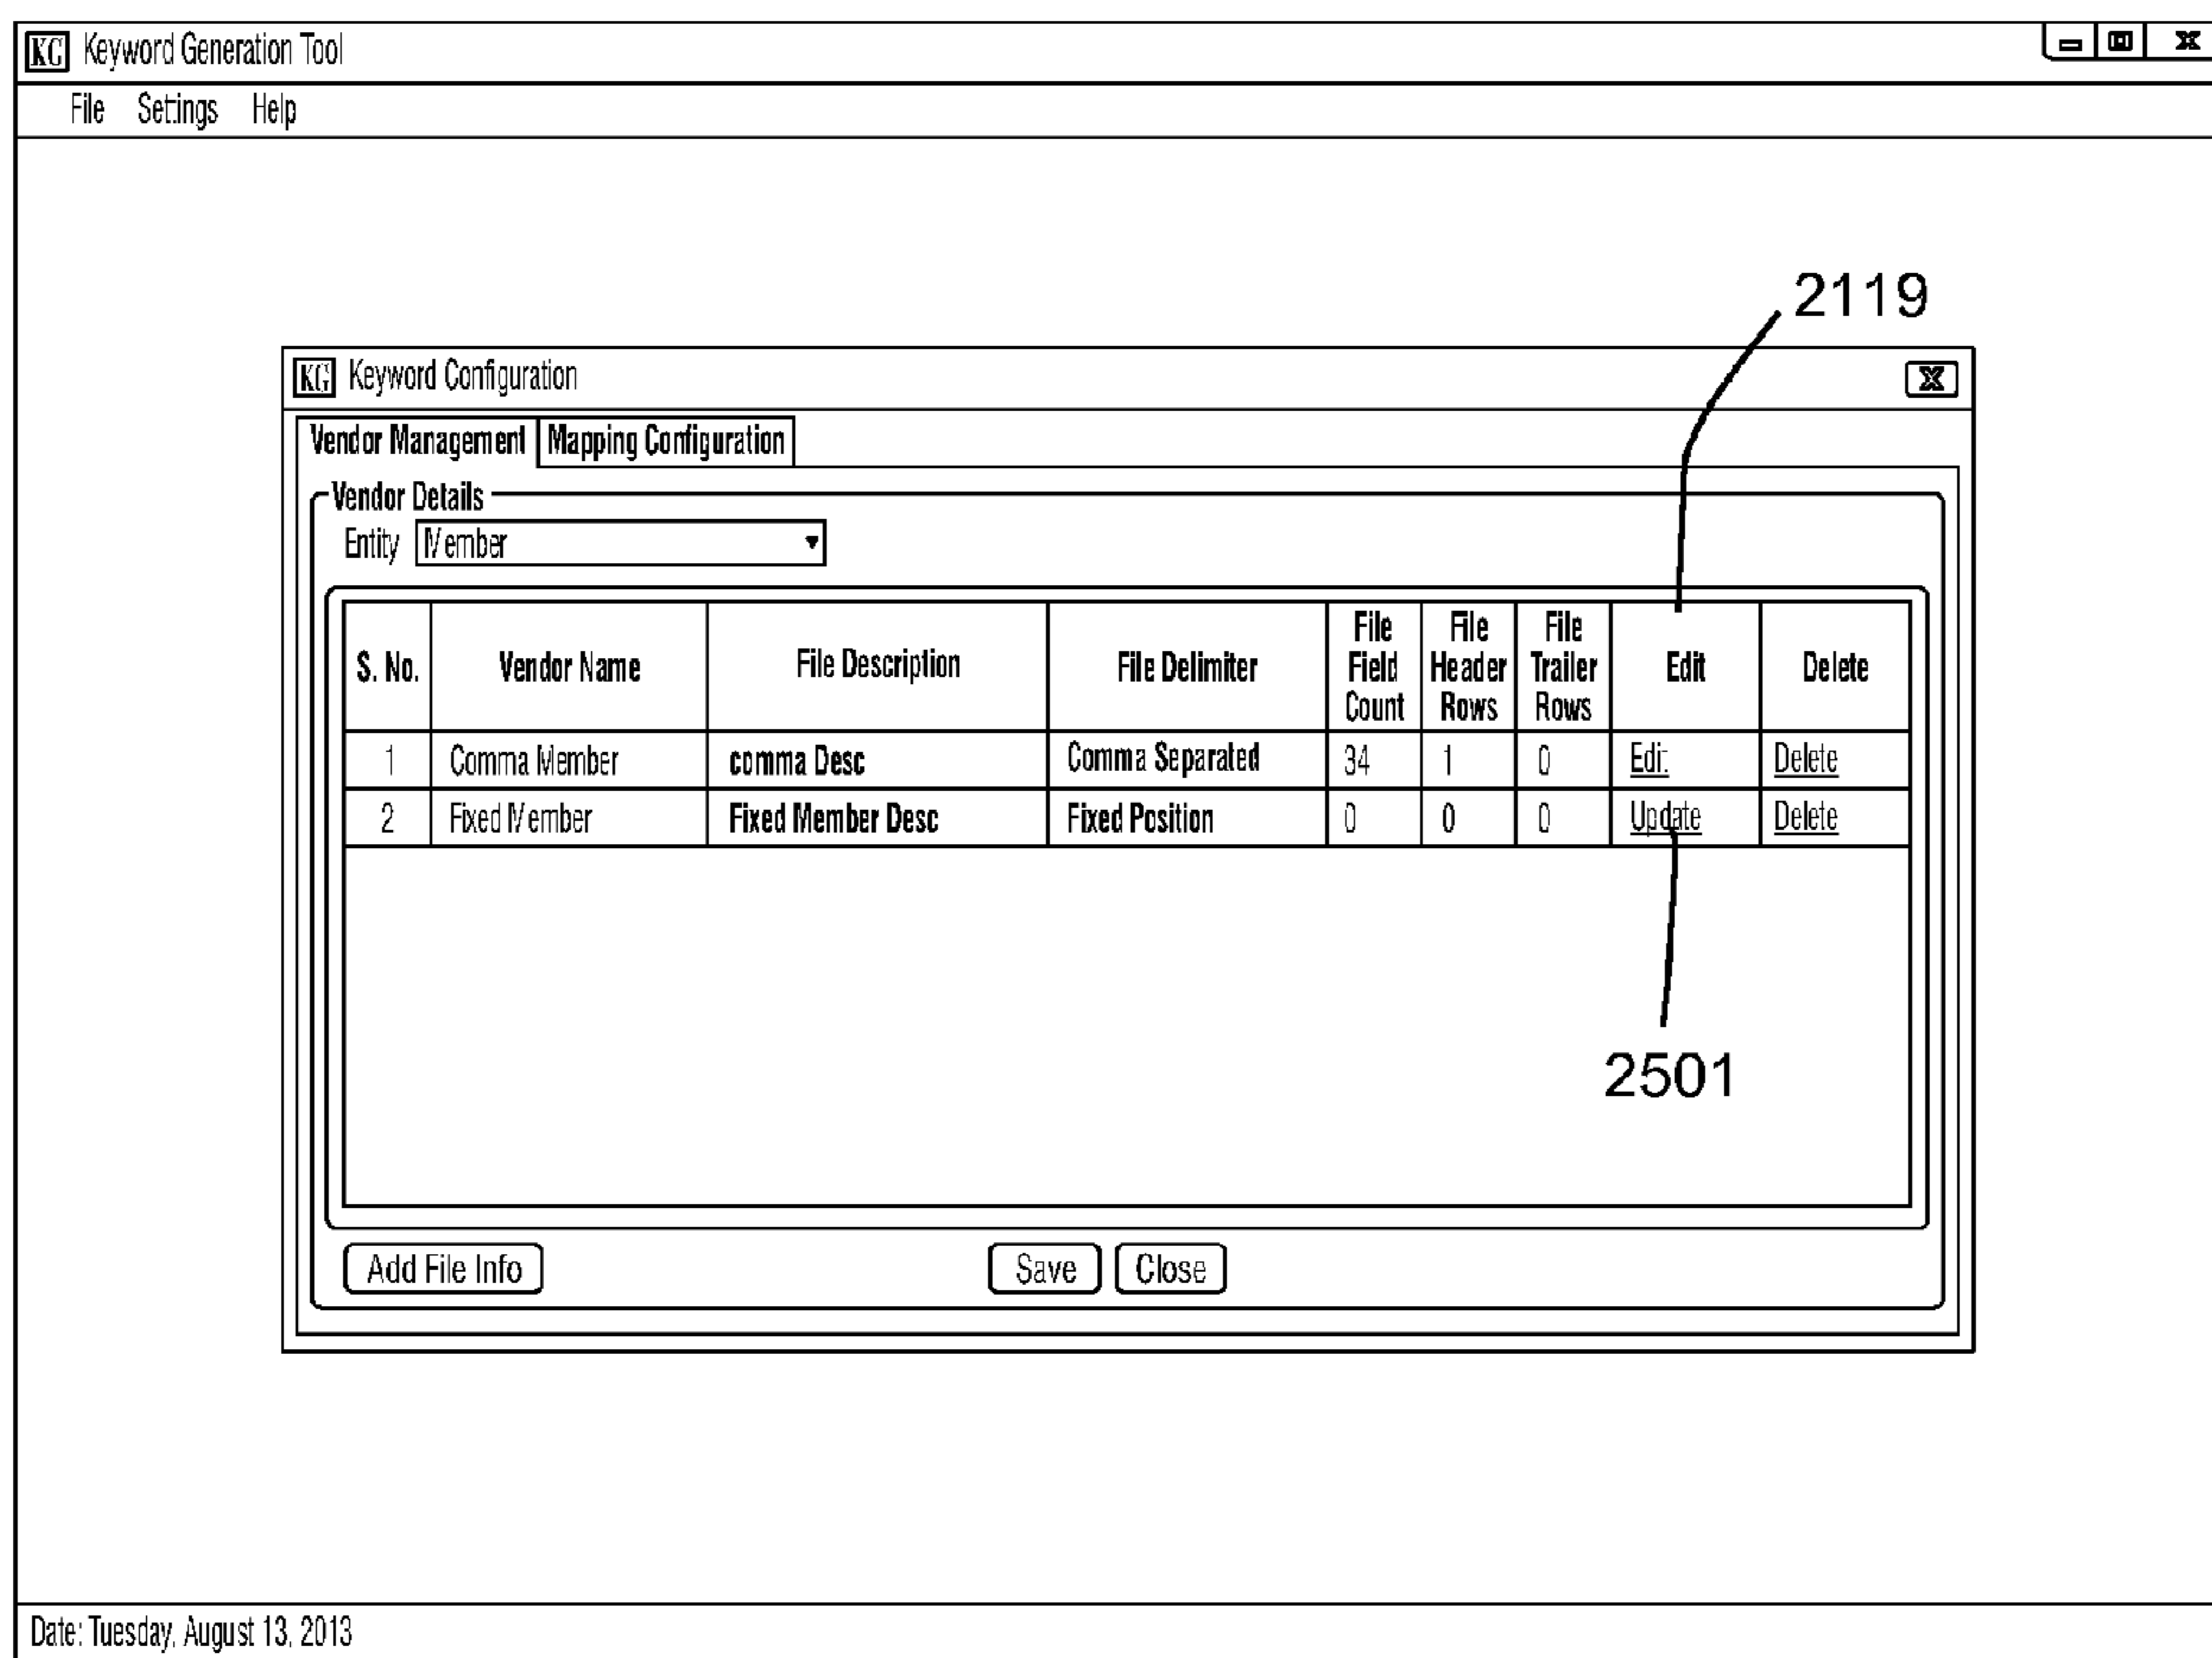 KG Keyword Generation Tool
File Settings Help
2119
KG Keyword Configuration
Vendor Management Mapping Configuration
Vendor Details
Entity Member
S. No. Vendor Name File Description File Delimiter File Field Count File Header Rows File Trailer Rows Edit Delete
1 Comma Member comma Desc Comma Separated 34 1 0 Edit Delete
2 Fixed Member Fixed Member Desc Fixed Position 0 0 0 Update Delete
2501
Add File Info Save Close
Date: Tuesday, August 13, 2013